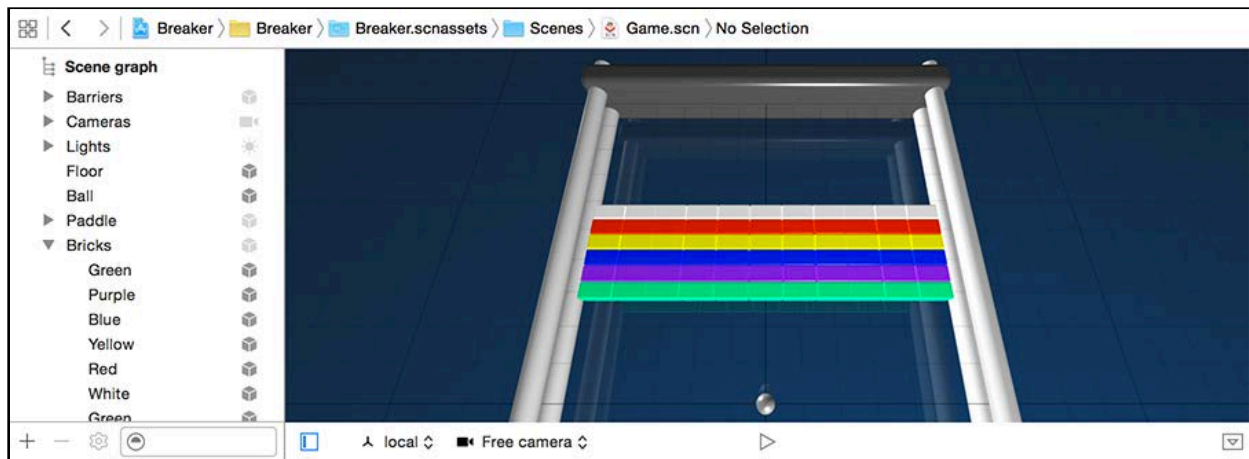 Breaker Breaker Breaker.scnassets Scenes Game.scn No Selection
Scene graph
Barriers
Cameras
Lights
Floor
Ball
Paddle
Bricks
Green
Purple
Blue
Yellow
Red
White
Green
local Free camera